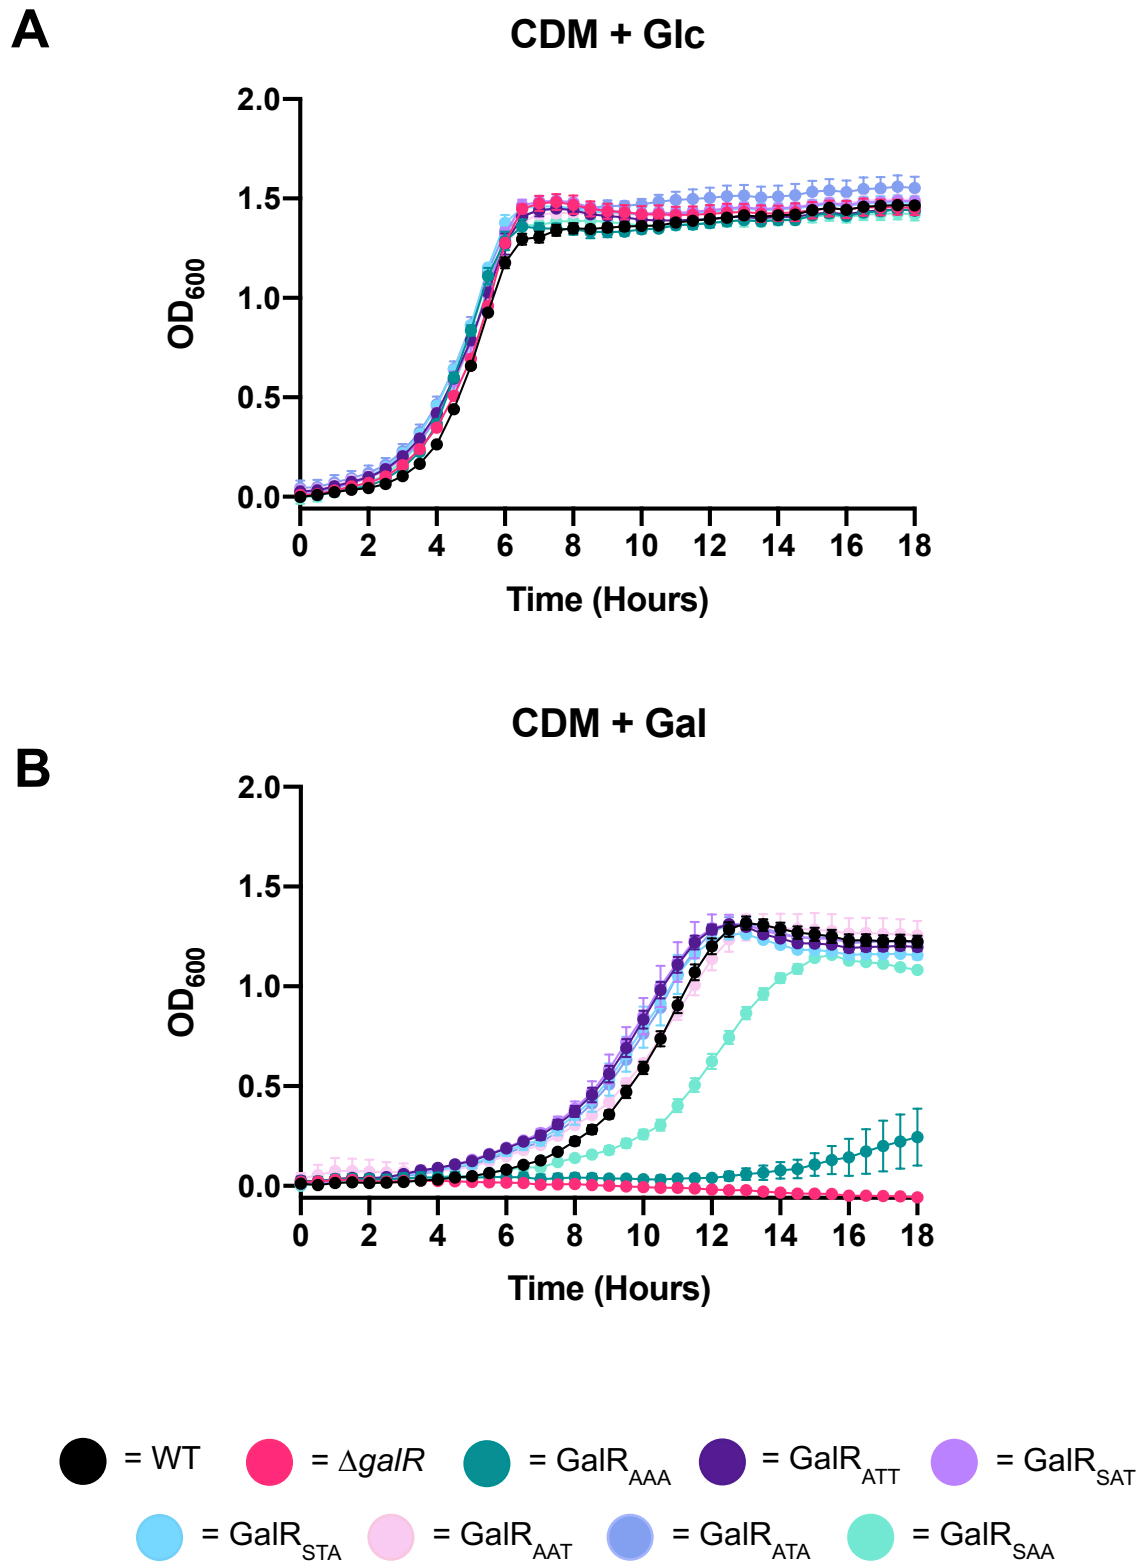 A
CDM + Glc
2.0
1.5
1.0
0.5
0.0
OD600
0 2 4 6 8 10 12 14 16 18
Time (Hours)
CDM + Gal
B
2.0
1.5
1.0
0.5
0.0
OD600
0 2 4 6 8 10 12 14 16 18
Time (Hours)
= WT = ΔgalR = GalRAAA = GalRATT = GalRSAT
= GalRSTA = GalRAAT = GalRATA = GalRSAA